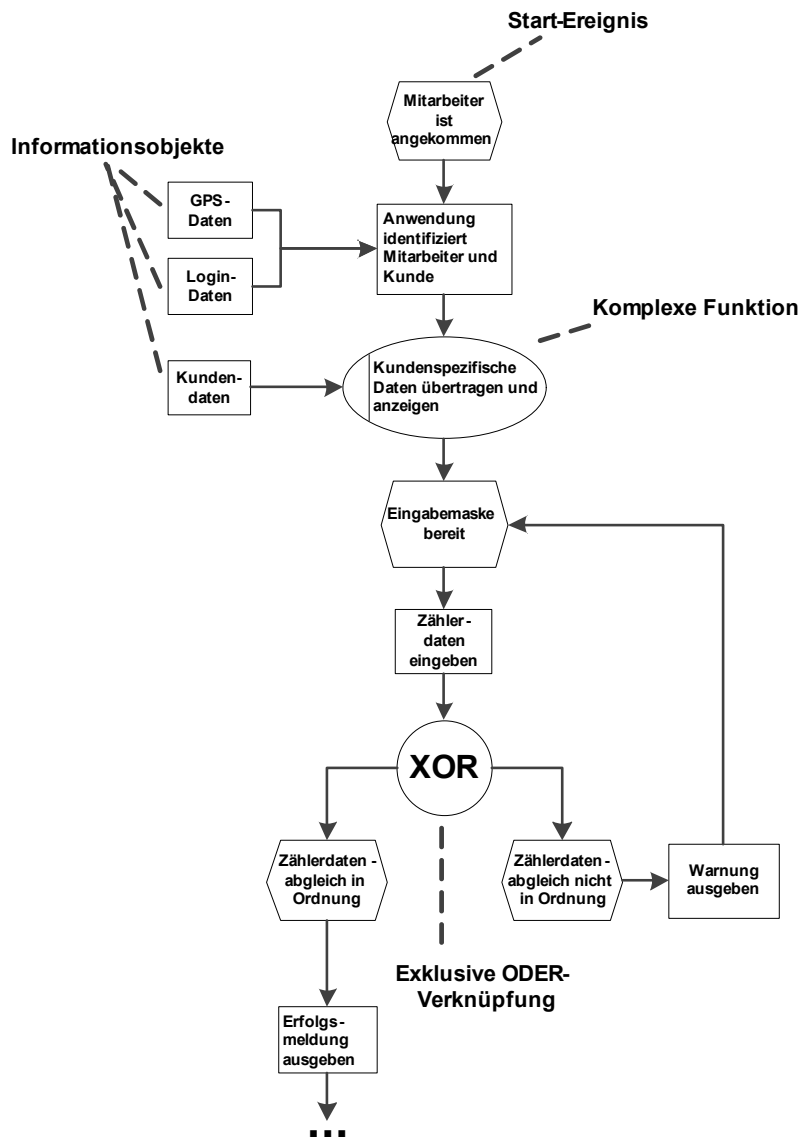 Start-Ereignis
Mitarbeiter
ist
angekommen
Informationsobjekte
GPS-
Daten
Login-
Daten
Anwendung
identifiziert
Mitarbeiter und
Kunde
Komplexe Funktion
Kunden-
daten
Kundenspezifische
Daten übertragen und
anzeigen
Eingabemaske
bereit
Zähler-
daten
eingeben
XOR
Zählerdaten -
abgleich in
Ordnung
Zählerdaten -
abgleich nicht
in Ordnung
Warnung
ausgeben
Exklusive ODER-
Verknüpfung
Erfolgs-
meldung
ausgeben
...